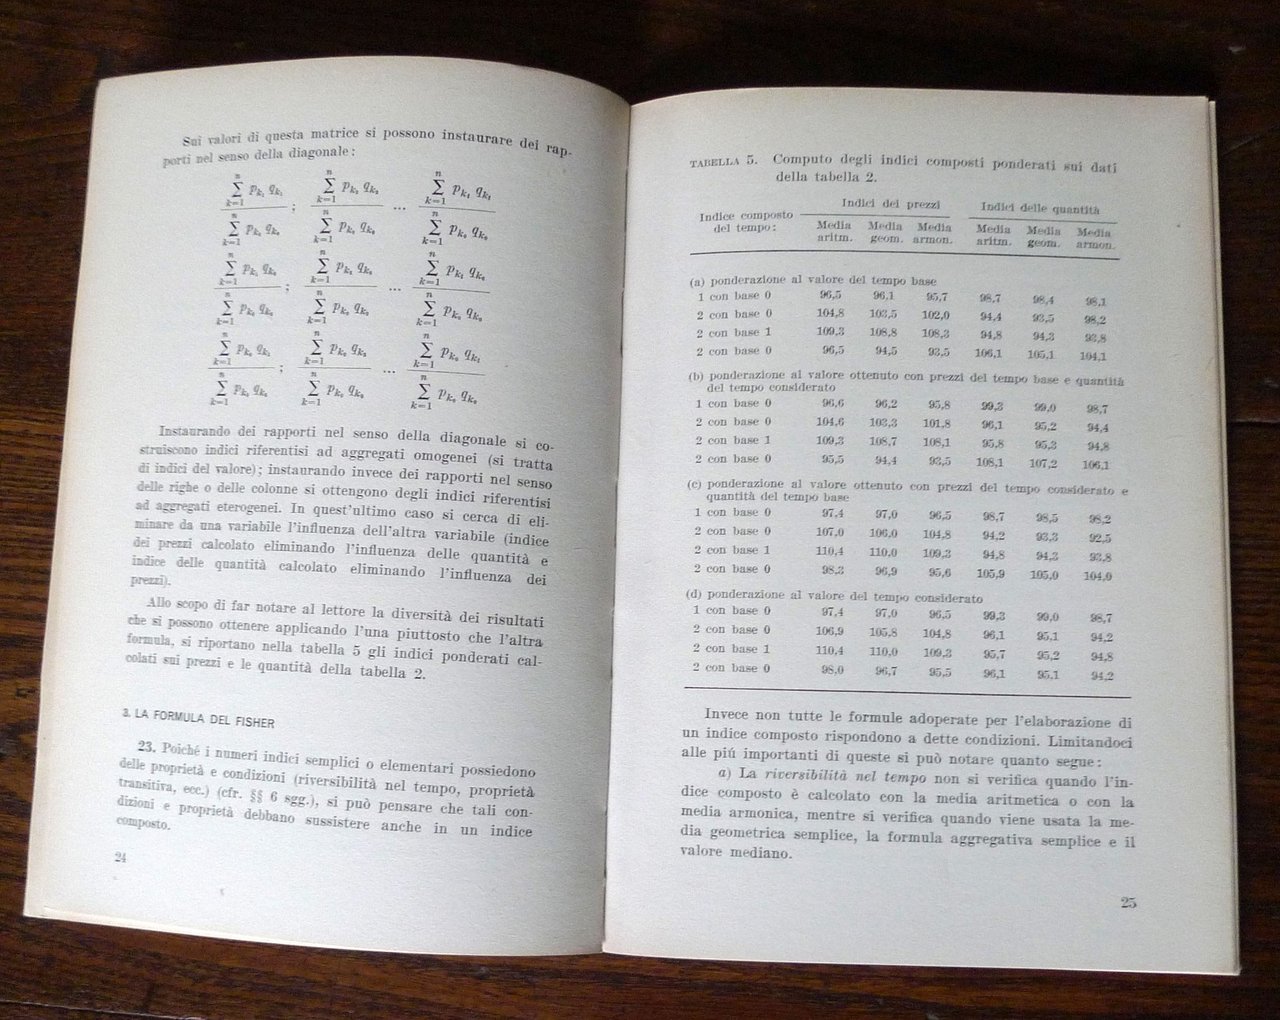 Sui valori di questa matrice si possono instaurare dei rap-
porti nel senso della diagonale:
Instaurando dei rapporti nel senso della diagonale si co-
struiscono indici riferentisi ad aggregati omogenei (si tratta
di indici del valore); instaurando invece dei rapporti nel senso
delle righe o delle colonne si ottengono degli indici riferentisi
ad aggregati eterogenei. In quest'ultimo caso si cerca di eli-
minare da una variabile l'influenza dell'altra variabile (indice
dei prezzi calcolato eliminando l'influenza delle quantità e
indice delle quantità calcolato eliminando l'influenza dei
prezzi).
Allo scopo di far notare al lettore la diversità dei risultati
che si possono ottenere applicando l'una piuttosto che l'altra
formula, si riportano nella tabella 5 gli indici ponderati cal-
colati sui prezzi e le quantità della tabella 2.
3. LA FORMULA DEL FISHER
23. Poiché i numeri indici semplici o elementari possiedono
delle proprietà e condizioni (riversibilità nel tempo, proprietà
transitiva, ecc.) (cfr. §§ 6 sgg.), si può pensare che tali con-
dizioni e proprietà debbano sussistere anche in un indice
composto.
24
TABELLA 5. Computo degli indici composti ponderati sui dati
della tabella 2.
Indice composto del tempo: Indici dei prezzi Indici delle quantità
Media aritm. Media geom. Media armon. Media aritm. Media geom. Media armon.
(a) ponderazione al valore del tempo base
1 con base 0 96,5 96,1 95,7 98,7 98,4 98,1
2 con base 0 104,8 103,5 102,0 94,4 93,5 98,2
2 con base 1 109,3 108,8 108,3 94,8 94,3 93,8
2 con base 0 96,5 94,5 93,5 106,1 105,1 104,1
(b) ponderazione al valore ottenuto con prezzi del tempo base e quantità
del tempo considerato
1 con base 0 96,6 96,2 95,8 99,3 99,0 98,7
2 con base 0 104,6 103,3 101,8 96,1 95,2 94,4
2 con base 1 109,3 108,7 108,1 95,8 95,3 94,8
2 con base 0 95,5 94,4 93,5 108,1 107,2 106,1
(c) ponderazione al valore ottenuto con prezzi del tempo considerato e
quantità del tempo base
1 con base 0 97,4 97,0 96,5 98,7 98,5 98,2
2 con base 0 107,0 106,0 104,8 94,2 93,3 92,5
2 con base 1 110,4 110,0 109,3 94,8 94,3 93,8
2 con base 0 98,3 96,9 95,6 105,9 105,0 104,0
(d) ponderazione al valore del tempo considerato
1 con base 0 97,4 97,0 96,5 99,3 99,0 98,7
2 con base 0 106,9 105,8 104,8 96,1 95,1 94,2
2 con base 1 110,4 110,0 109,3 95,7 95,2 94,8
2 con base 0 98,0 96,7 95,5 96,1 95,1 94,2
Invece non tutte le formule adoperate per l'elaborazione di
un indice composto rispondono a dette condizioni. Limitandoci
alle piú importanti di queste si può notare quanto segue:
a) La riversibilità nel tempo non si verifica quando l'in-
dice composto è calcolato con la media aritmetica o con la
media armonica, mentre si verifica quando viene usata la me-
dia geometrica semplice, la formula aggregativa semplice e il
valore mediano.
25